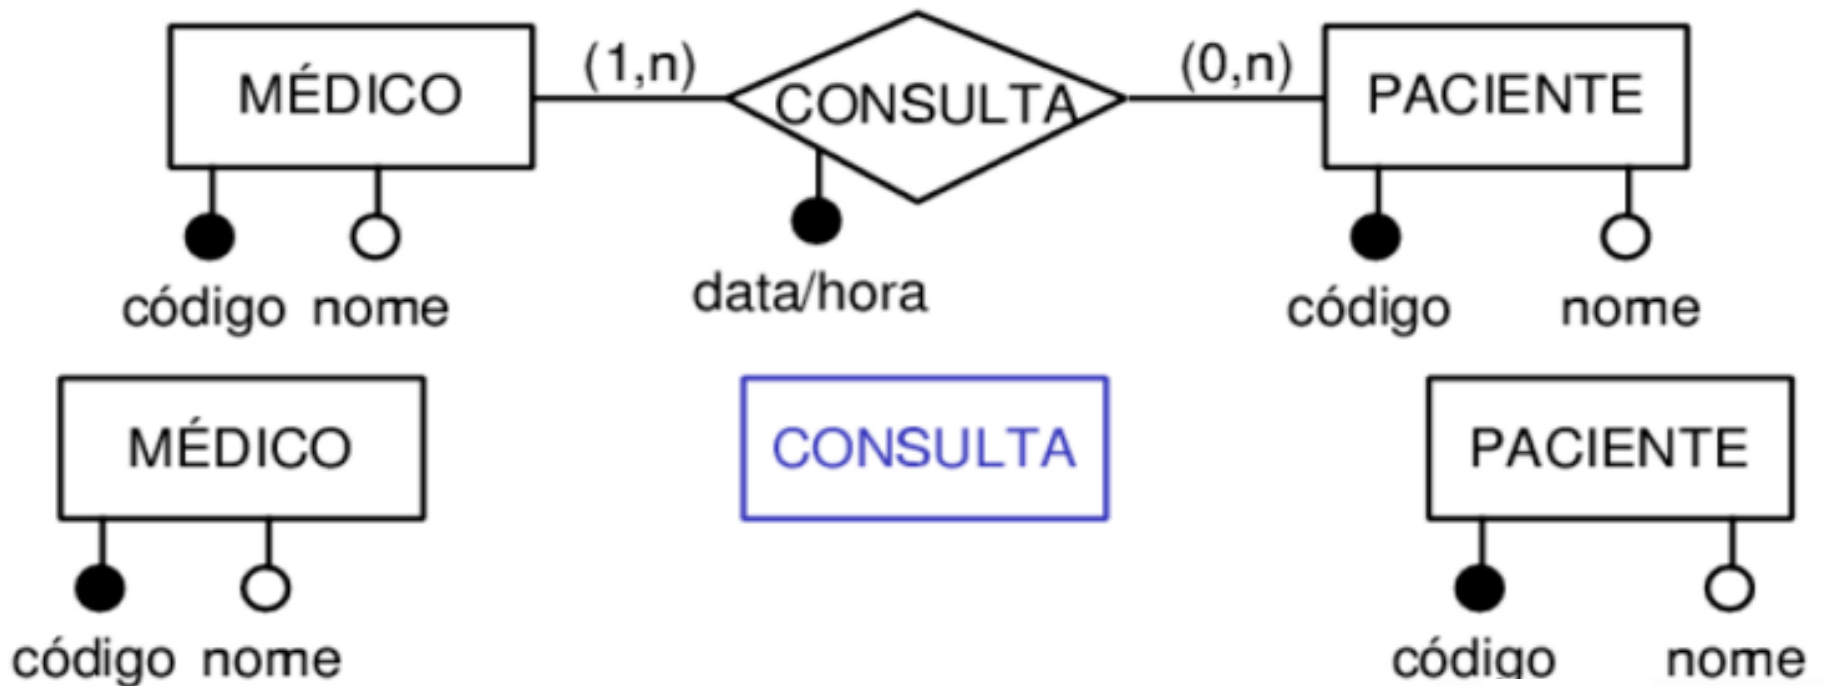 (1,n) (0,n)
MÉDICO CONSULTA PACIENTE
código nome data/hora código nome
MÉDICO CONSULTA PACIENTE
código nome código nome